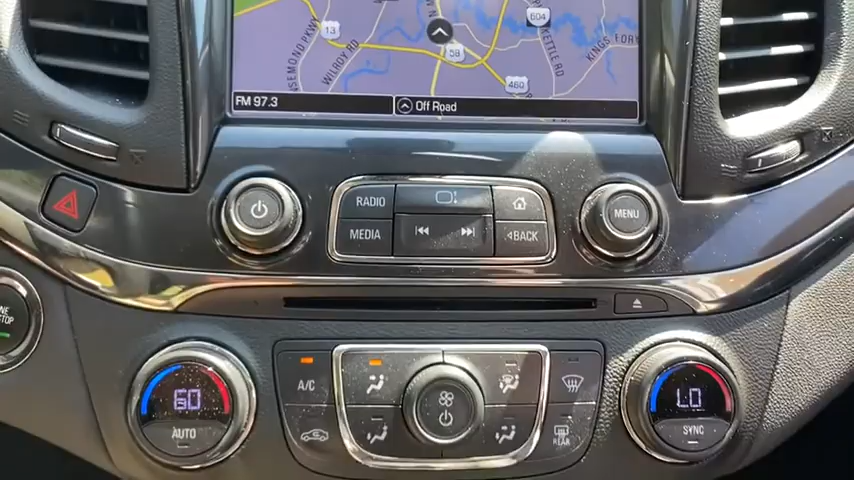 604
13
58
460
SEMOND PKWY
WILROY RD
KETTLE RD
KINGS FORK
FM 97.3
Off Road
RADIO
MEDIA
BACK
MENU
STOP
A/C
60
AUTO
LO
SYNC
REAR